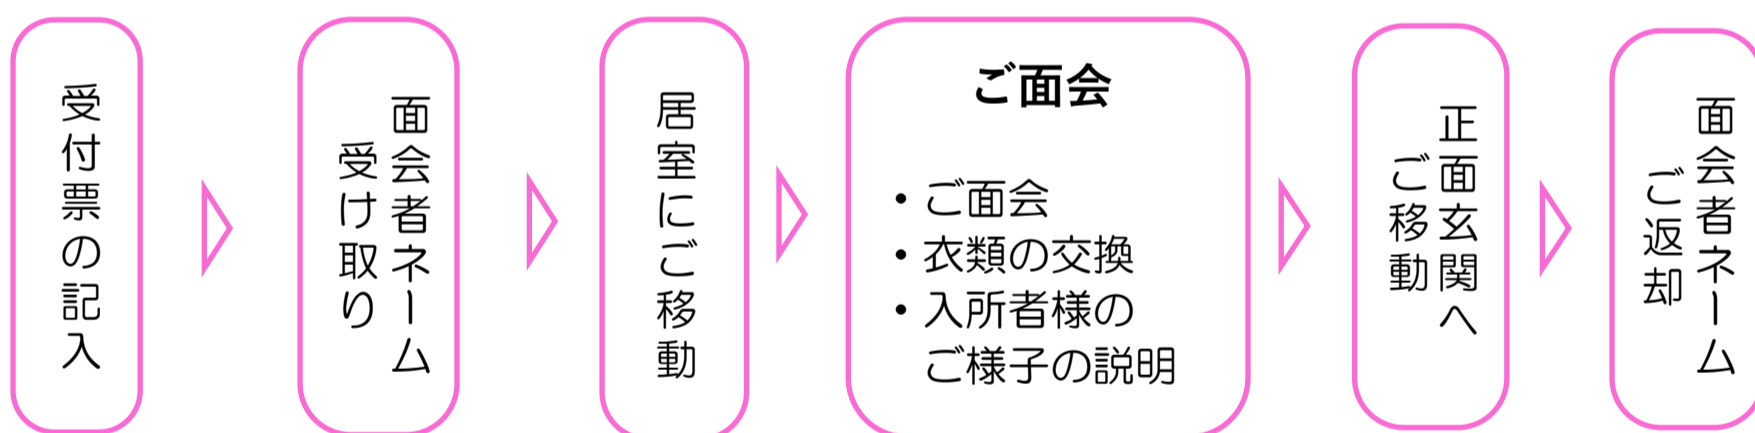 受付票の記入
面会者ネーム
受け取り
居室にご移動
ご面会
・ご面会
・衣類の交換
・入所者様の
ご様子の説明
正面玄関へ
ご移動
面会者ネーム
ご返却